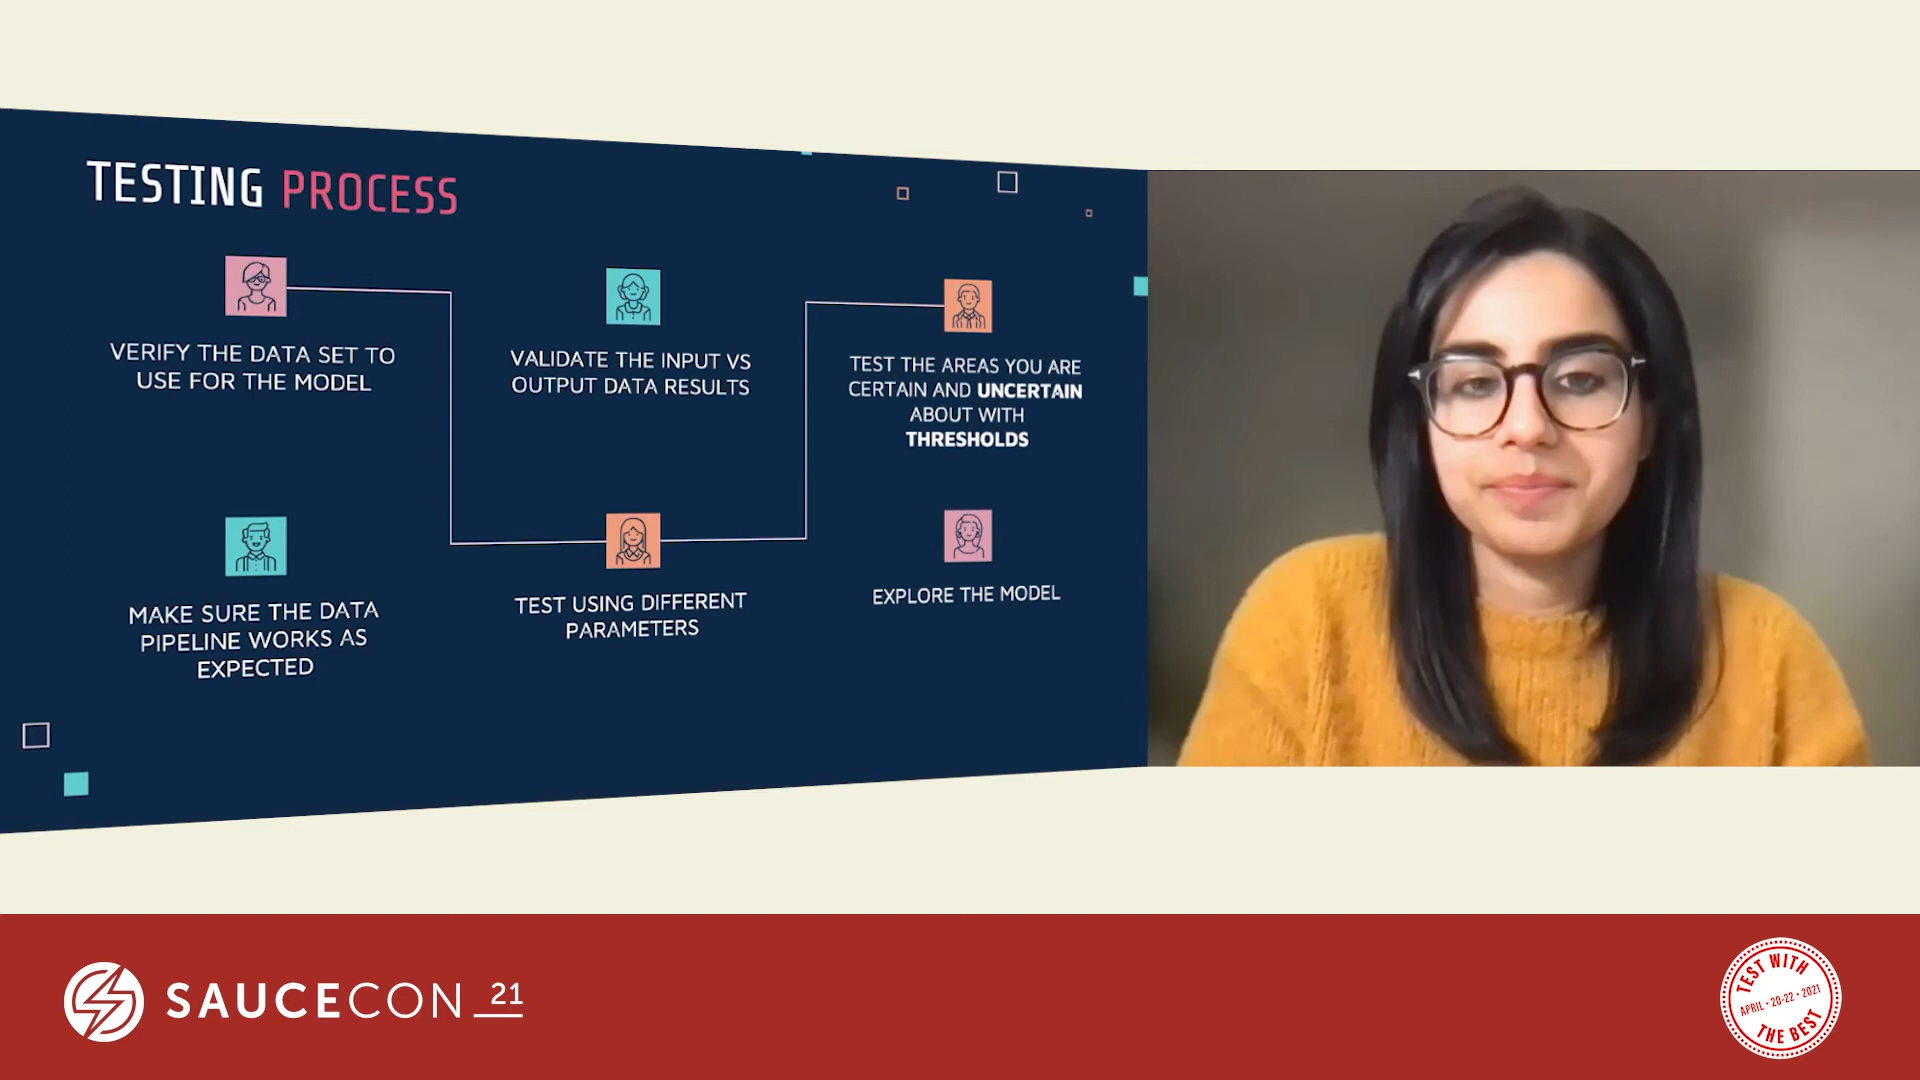 TESTING PROCESS
VERIFY THE DATA SET TO
USE FOR THE MODEL
VALIDATE THE INPUT VS
OUTPUT DATA RESULTS
TEST THE AREAS YOU ARE
CERTAIN AND UNCERTAIN
ABOUT WITH
THRESHOLDS
MAKE SURE THE DATA
PIPELINE WORKS AS
EXPECTED
TEST USING DIFFERENT
PARAMETERS
EXPLORE THE MODEL
SAUCECON 21
TEST WITH
APRIL • 20-22 • 2021
THE BEST